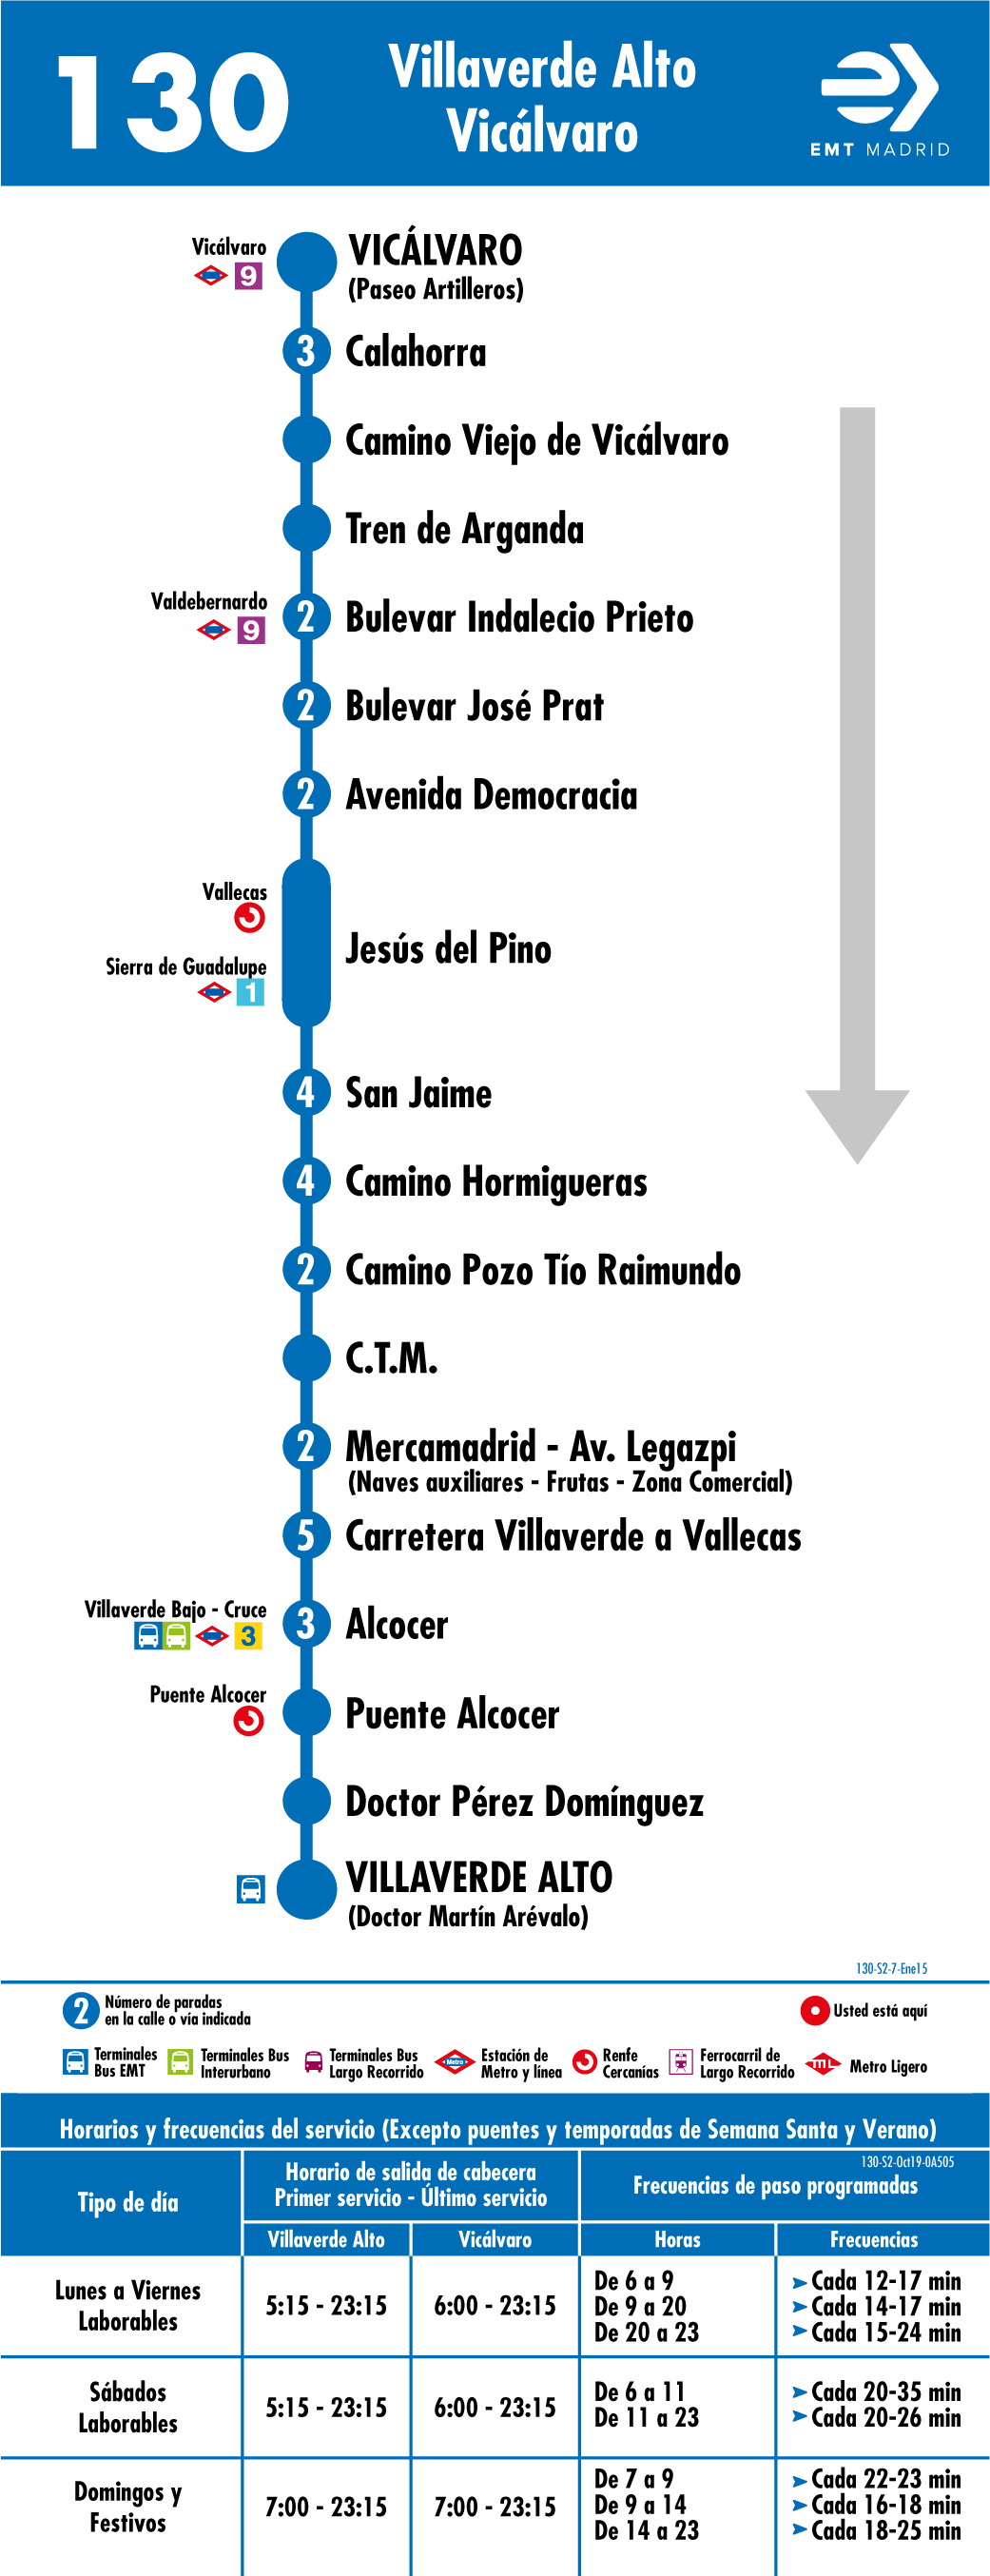 130
Villaverde Alto
Vicálvaro
EMT MADRID
Vicálvaro
9
VICÁLVARO
(Paseo Artilleros)
3 Calahorra
Camino Viejo de Vicálvaro
Tren de Arganda
Valdebernardo
9
2 Bulevar Indalecio Prieto
2 Bulevar José Prat
2 Avenida Democracia
Vallecas
Jesús del Pino
Sierra de Guadalupe
1
4 San Jaime
4 Camino Hormigueras
2 Camino Pozo Tío Raimundo
C.T.M.
2 Mercamadrid - Av. Legazpi
(Naves auxiliares - Frutas - Zona Comercial)
5 Carretera Villaverde a Vallecas
Villaverde Bajo - Cruce
3
3 Alcocer
Puente Alcocer
Puente Alcocer
Doctor Pérez Domínguez
VILLAVERDE ALTO
(Doctor Martín Arévalo)
130-S2-7-Ene15
2 Número de paradas
en la calle o vía indicada
Usted está aquí
Terminales
Bus EMT
Terminales Bus
Interurbano
Terminales Bus
Largo Recorrido
Metro
Estación de
Metro y línea
Renfe
Cercanías
Ferrocarril de
Largo Recorrido
ML
Metro Ligero
Horarios y frecuencias del servicio (Excepto puentes y temporadas de Semana Santa y Verano)
130-S2-Oct19-0A505
Tipo de día
Horario de salida de cabecera
Primer servicio - Último servicio
Frecuencias de paso programadas
Villaverde Alto
Vicálvaro
Horas
Frecuencias
Lunes a Viernes
Laborables
5:15 - 23:15
6:00 - 23:15
De 6 a 9 Cada 12-17 min
De 9 a 20 Cada 14-17 min
De 20 a 23 Cada 15-24 min
Sábados
Laborables
5:15 - 23:15
6:00 - 23:15
De 6 a 11 Cada 20-35 min
De 11 a 23 Cada 20-26 min
Domingos y
Festivos
7:00 - 23:15
7:00 - 23:15
De 7 a 9 Cada 22-23 min
De 9 a 14 Cada 16-18 min
De 14 a 23 Cada 18-25 min